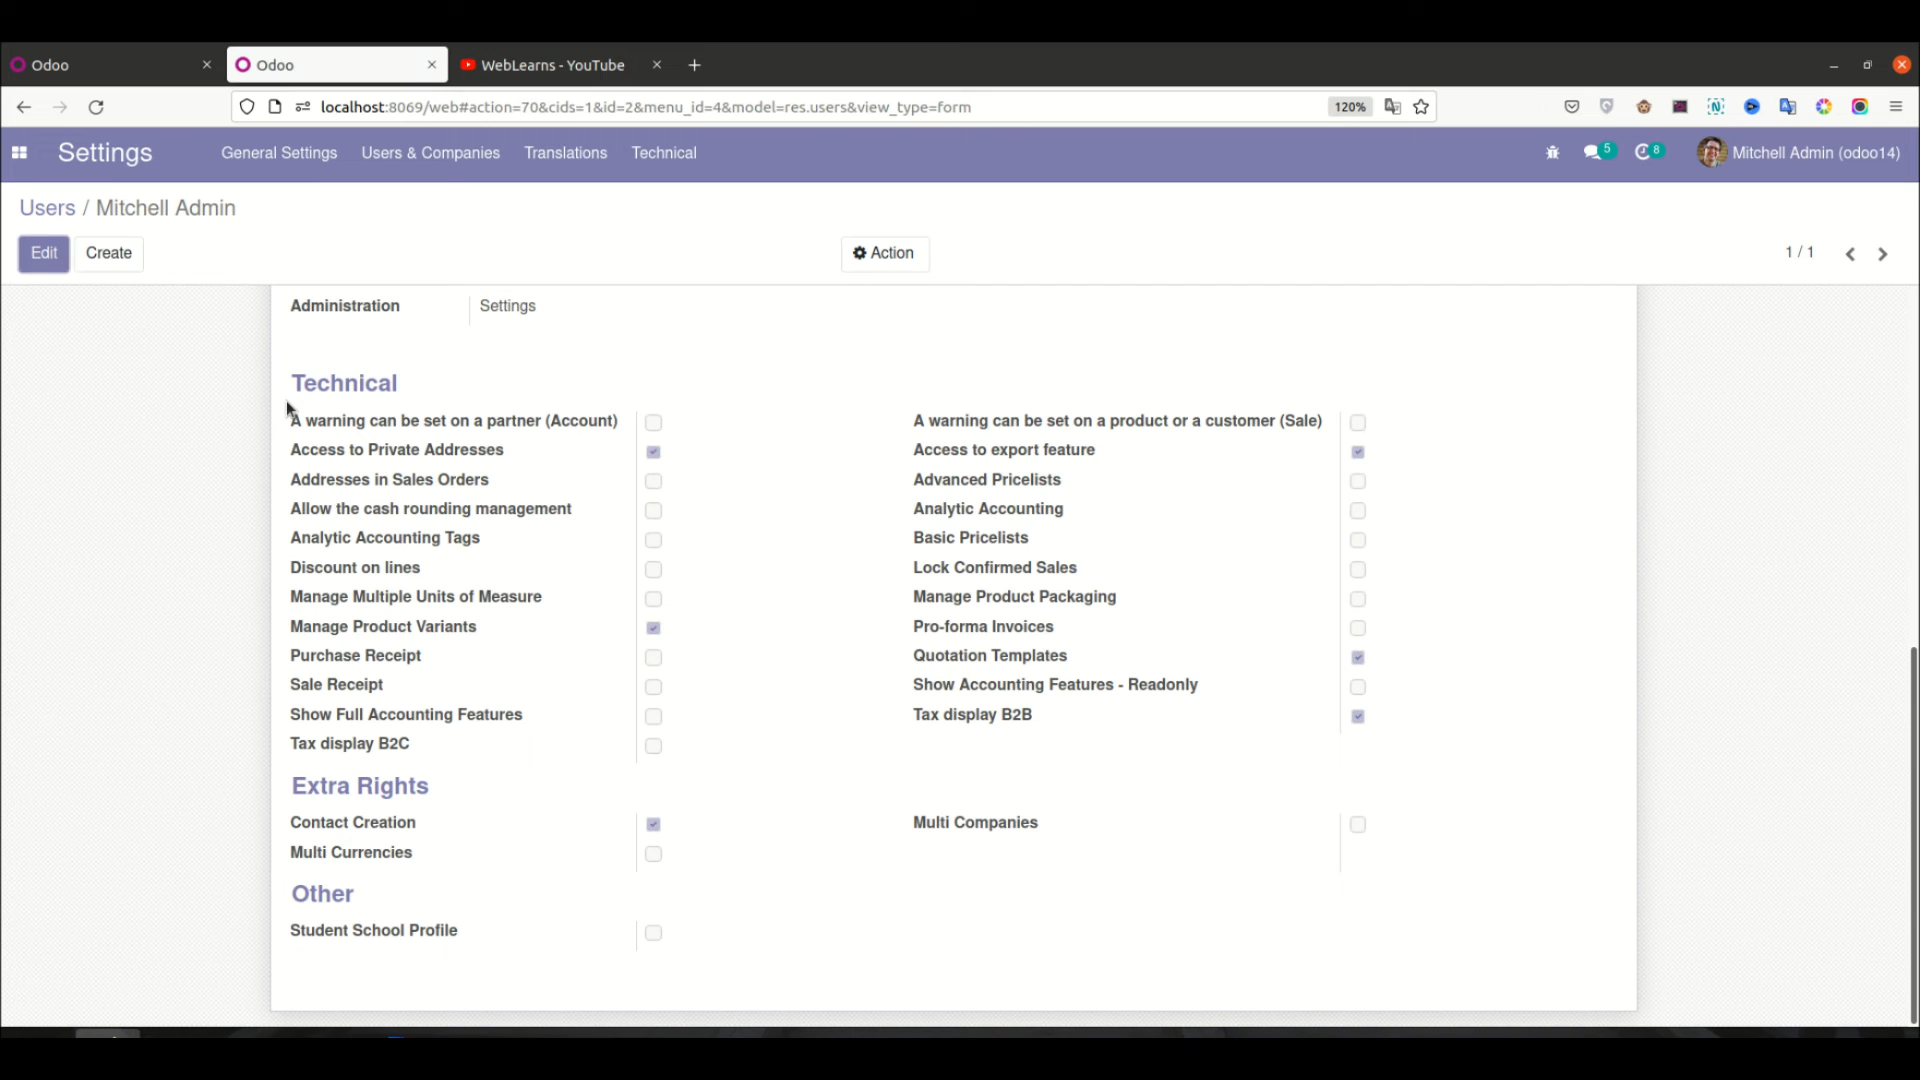 Odoo
Odoo
WebLearns - YouTube
localhost:8069/web#action=70&cids=1&id=2&menu_id=4&model=res.users&view_type=form
120%
Settings
General Settings
Users & Companies
Translations
Technical
5
8
Mitchell Admin (odoo14)
Users / Mitchell Admin
Edit
Create
Action
1 / 1
Administration
Settings
Technical
A warning can be set on a partner (Account)
A warning can be set on a product or a customer (Sale)
Access to Private Addresses
Access to export feature
Addresses in Sales Orders
Advanced Pricelists
Allow the cash rounding management
Analytic Accounting
Analytic Accounting Tags
Basic Pricelists
Discount on lines
Lock Confirmed Sales
Manage Multiple Units of Measure
Manage Product Packaging
Manage Product Variants
Pro-forma Invoices
Purchase Receipt
Quotation Templates
Sale Receipt
Show Accounting Features - Readonly
Show Full Accounting Features
Tax display B2B
Tax display B2C
Extra Rights
Contact Creation
Multi Companies
Multi Currencies
Other
Student School Profile